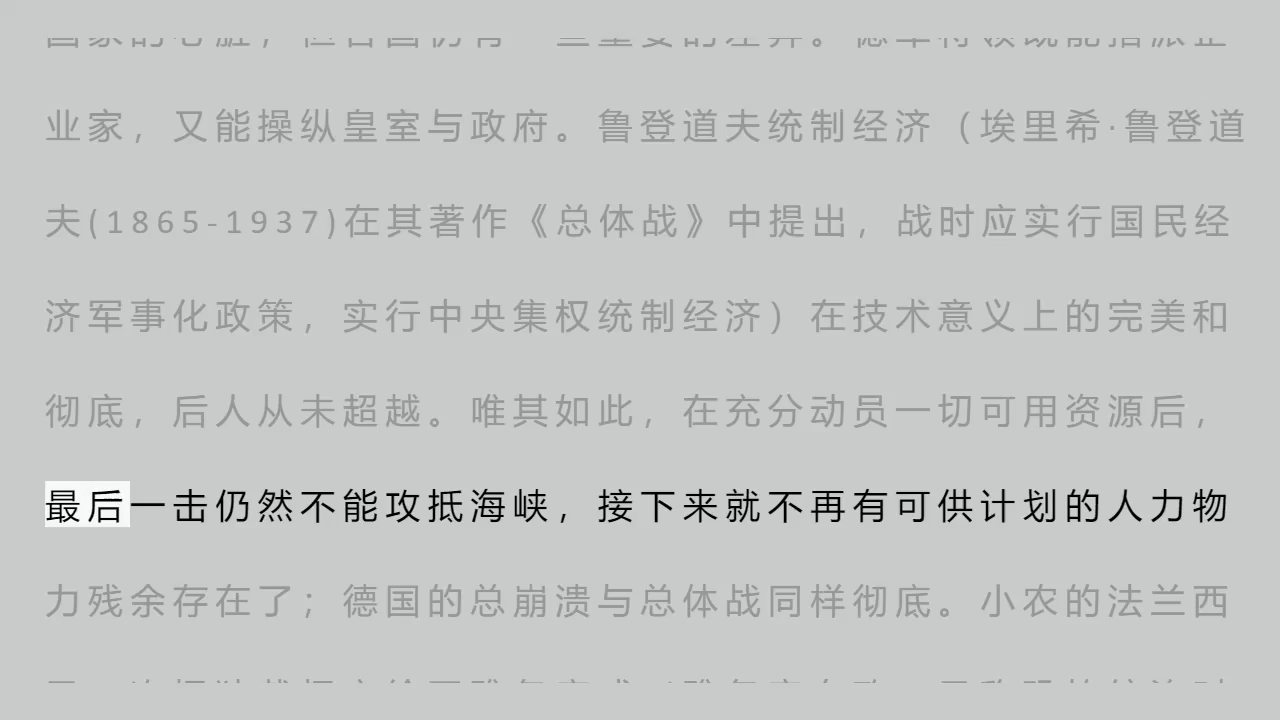 业家，又能操纵皇室与政府。鲁登道夫统制经济（埃里希·鲁登道
夫(1865-1937)在其著作《总体战》中提出，战时应实行国民经
济军事化政策，实行中央集权统制经济）在技术意义上的完美和
彻底，后人从未超越。唯其如此，在充分动员一切可用资源后，
最后一击仍然不能攻抵海峡，接下来就不再有可供计划的人力物
力残余存在了；德国的总崩溃与总体战同样彻底。小农的法兰西